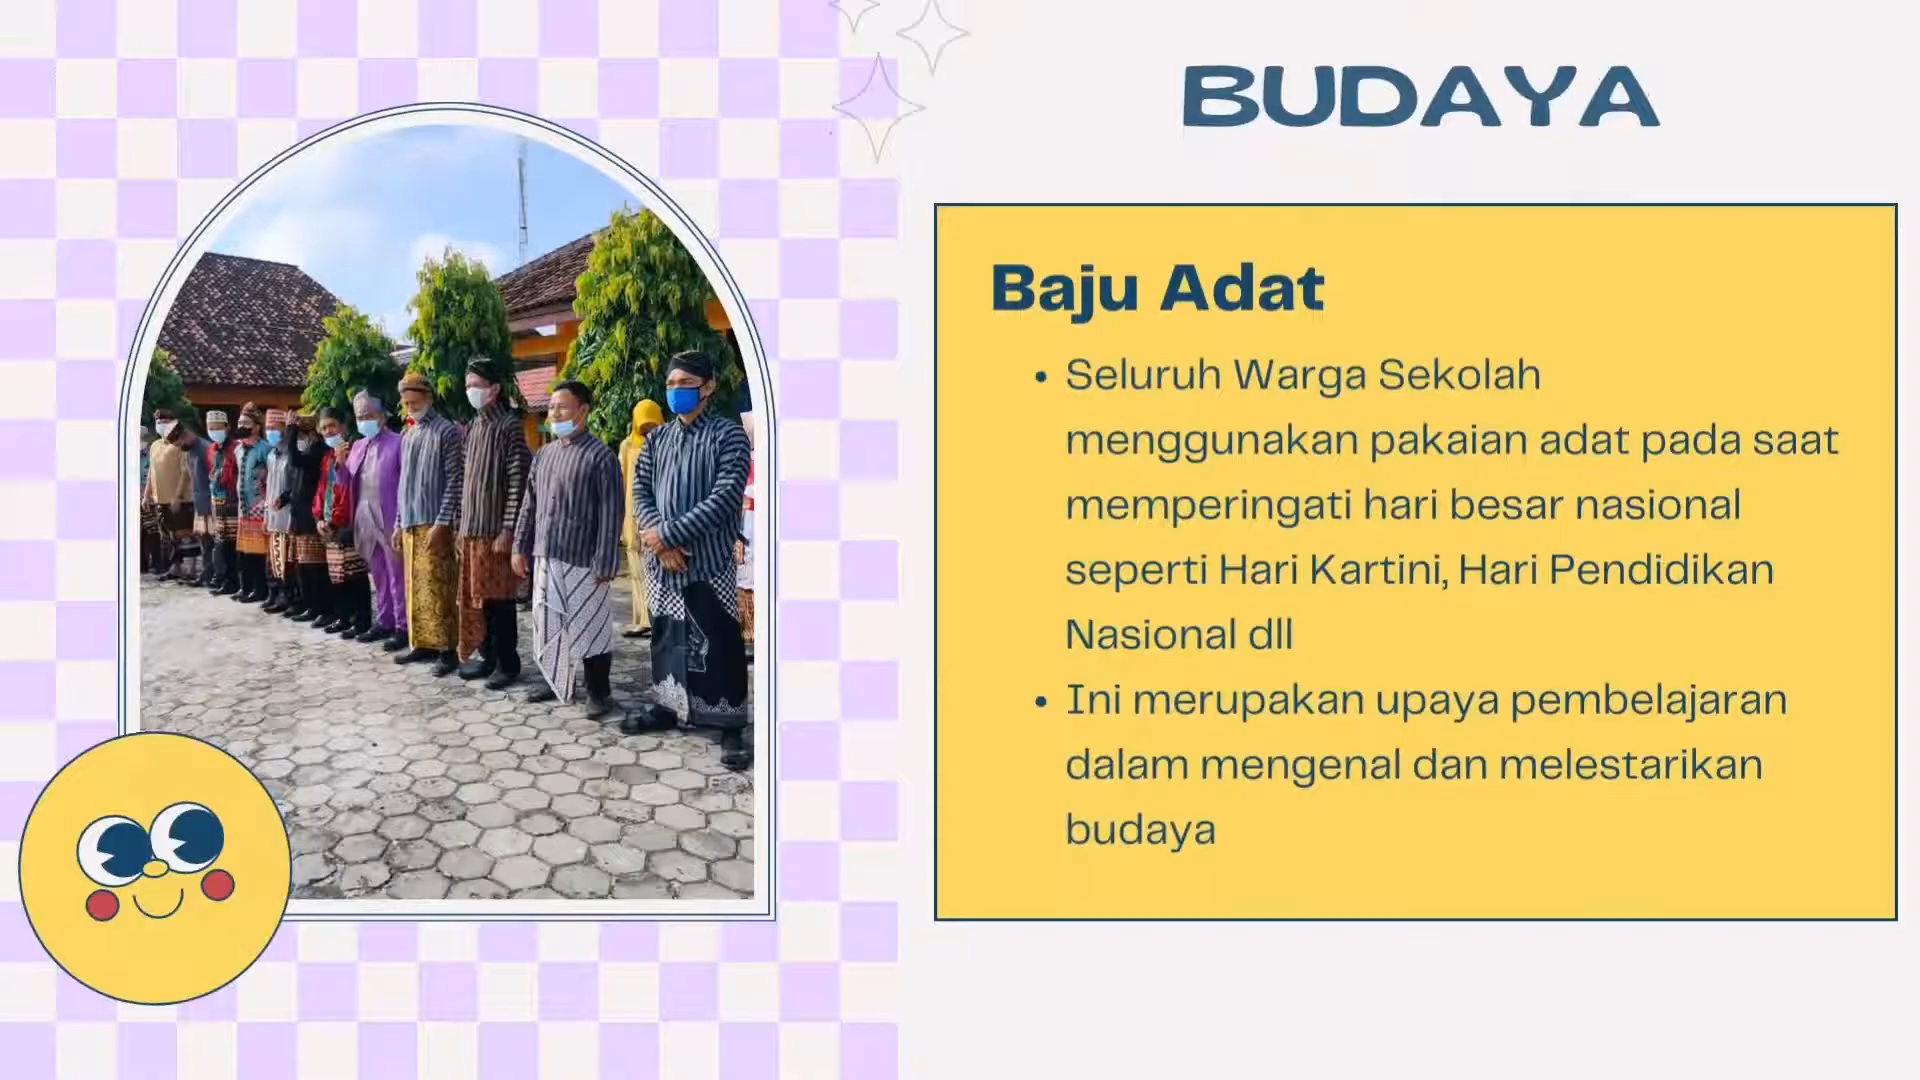 BUDAYA
Baju Adat
• Seluruh Warga Sekolah
menggunakan pakaian adat pada saat
memperingati hari besar nasional
seperti Hari Kartini, Hari Pendidikan
Nasional dll
• Ini merupakan upaya pembelajaran
dalam mengenal dan melestarikan
budaya